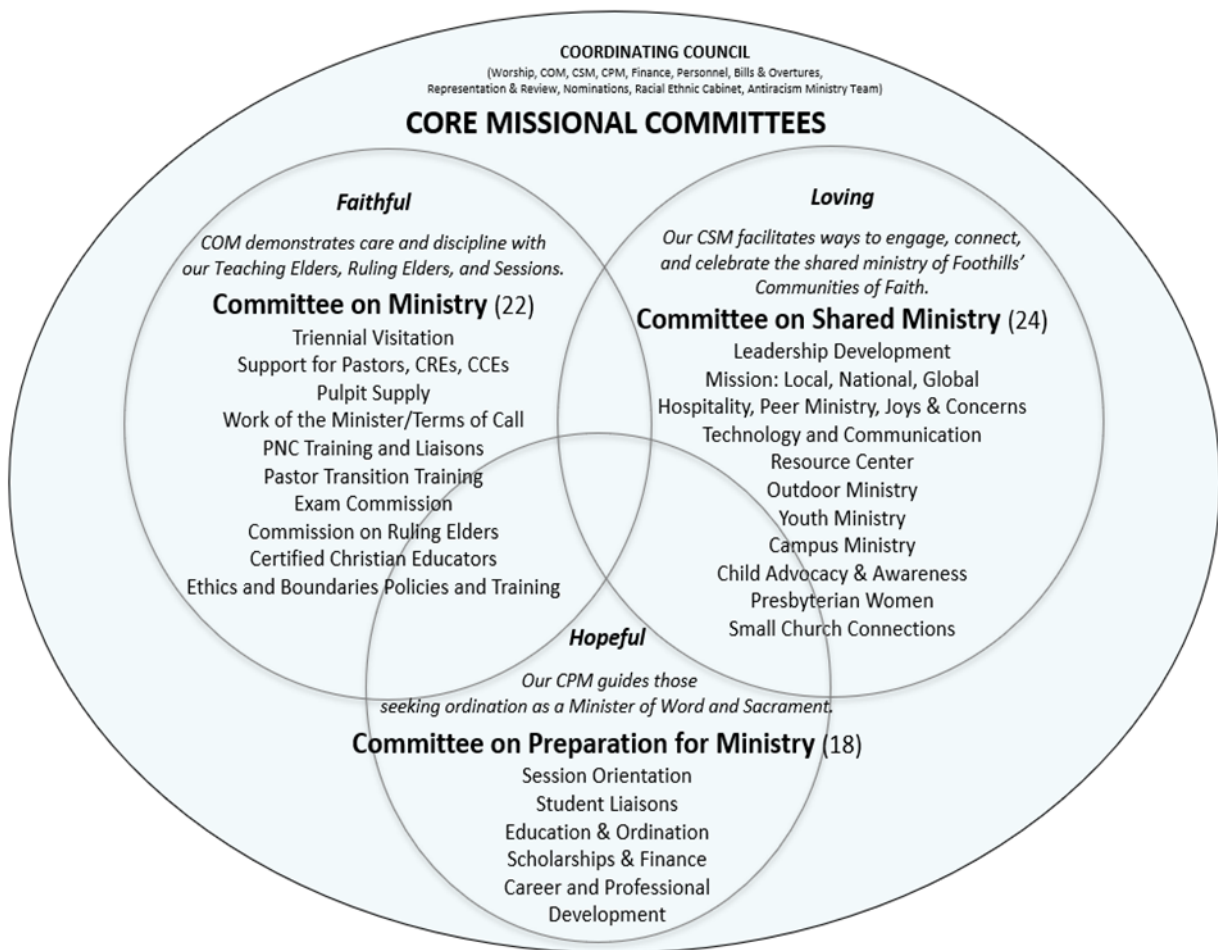 COORDINATING COUNCIL
(Worship, COM, CSM, CPM, Finance, Personnel, Bills & Overtures,
Representation & Review, Nominations, Racial Ethnic Cabinet, Antiracism Ministry Team)
CORE MISSIONAL COMMITTEES
Faithful
COM demonstrates care and discipline with
our Teaching Elders, Ruling Elders, and Sessions.
Committee on Ministry (22)
Triennial Visitation
Support for Pastors, CREs, CCEs
Pulpit Supply
Work of the Minister/Terms of Call
PNC Training and Liaisons
Pastor Transition Training
Exam Commission
Commission on Ruling Elders
Certified Christian Educators
Ethics and Boundaries Policies and Training
Loving
Our CSM facilitates ways to engage, connect,
and celebrate the shared ministry of Foothills’
Communities of Faith.
Committee on Shared Ministry (24)
Leadership Development
Mission: Local, National, Global
Hospitality, Peer Ministry, Joys & Concerns
Technology and Communication
Resource Center
Outdoor Ministry
Youth Ministry
Campus Ministry
Child Advocacy & Awareness
Presbyterian Women
Small Church Connections
Hopeful
Our CPM guides those
seeking ordination as a Minister of Word and Sacrament.
Committee on Preparation for Ministry (18)
Session Orientation
Student Liaisons
Education & Ordination
Scholarships & Finance
Career and Professional
Development